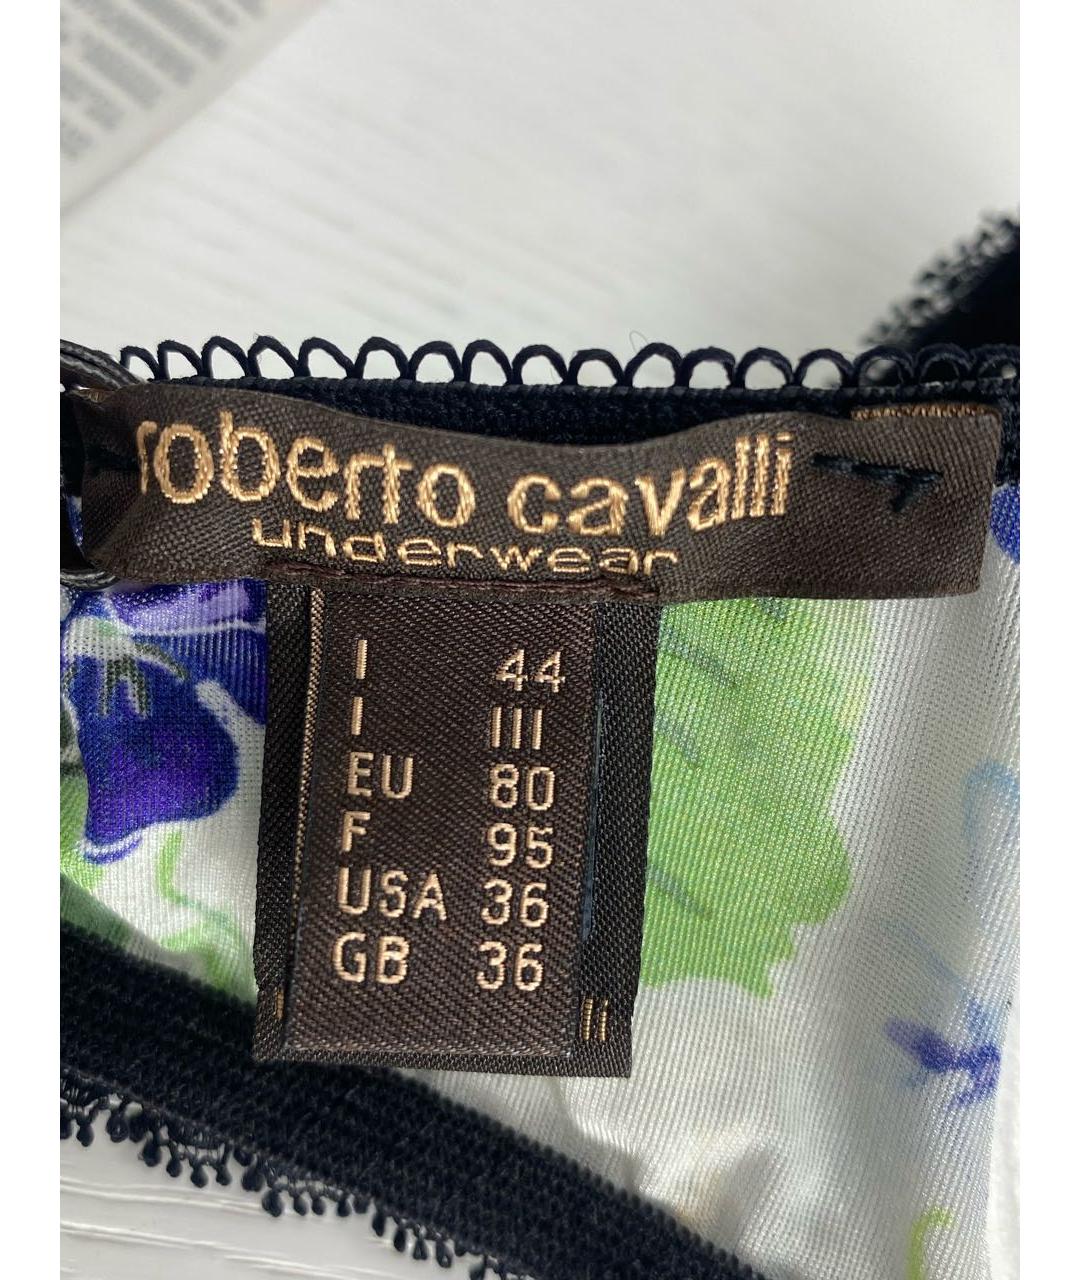 roberto cavalli
underwear
I 44
I III
EU 80
F 95
USA 36
GB 36